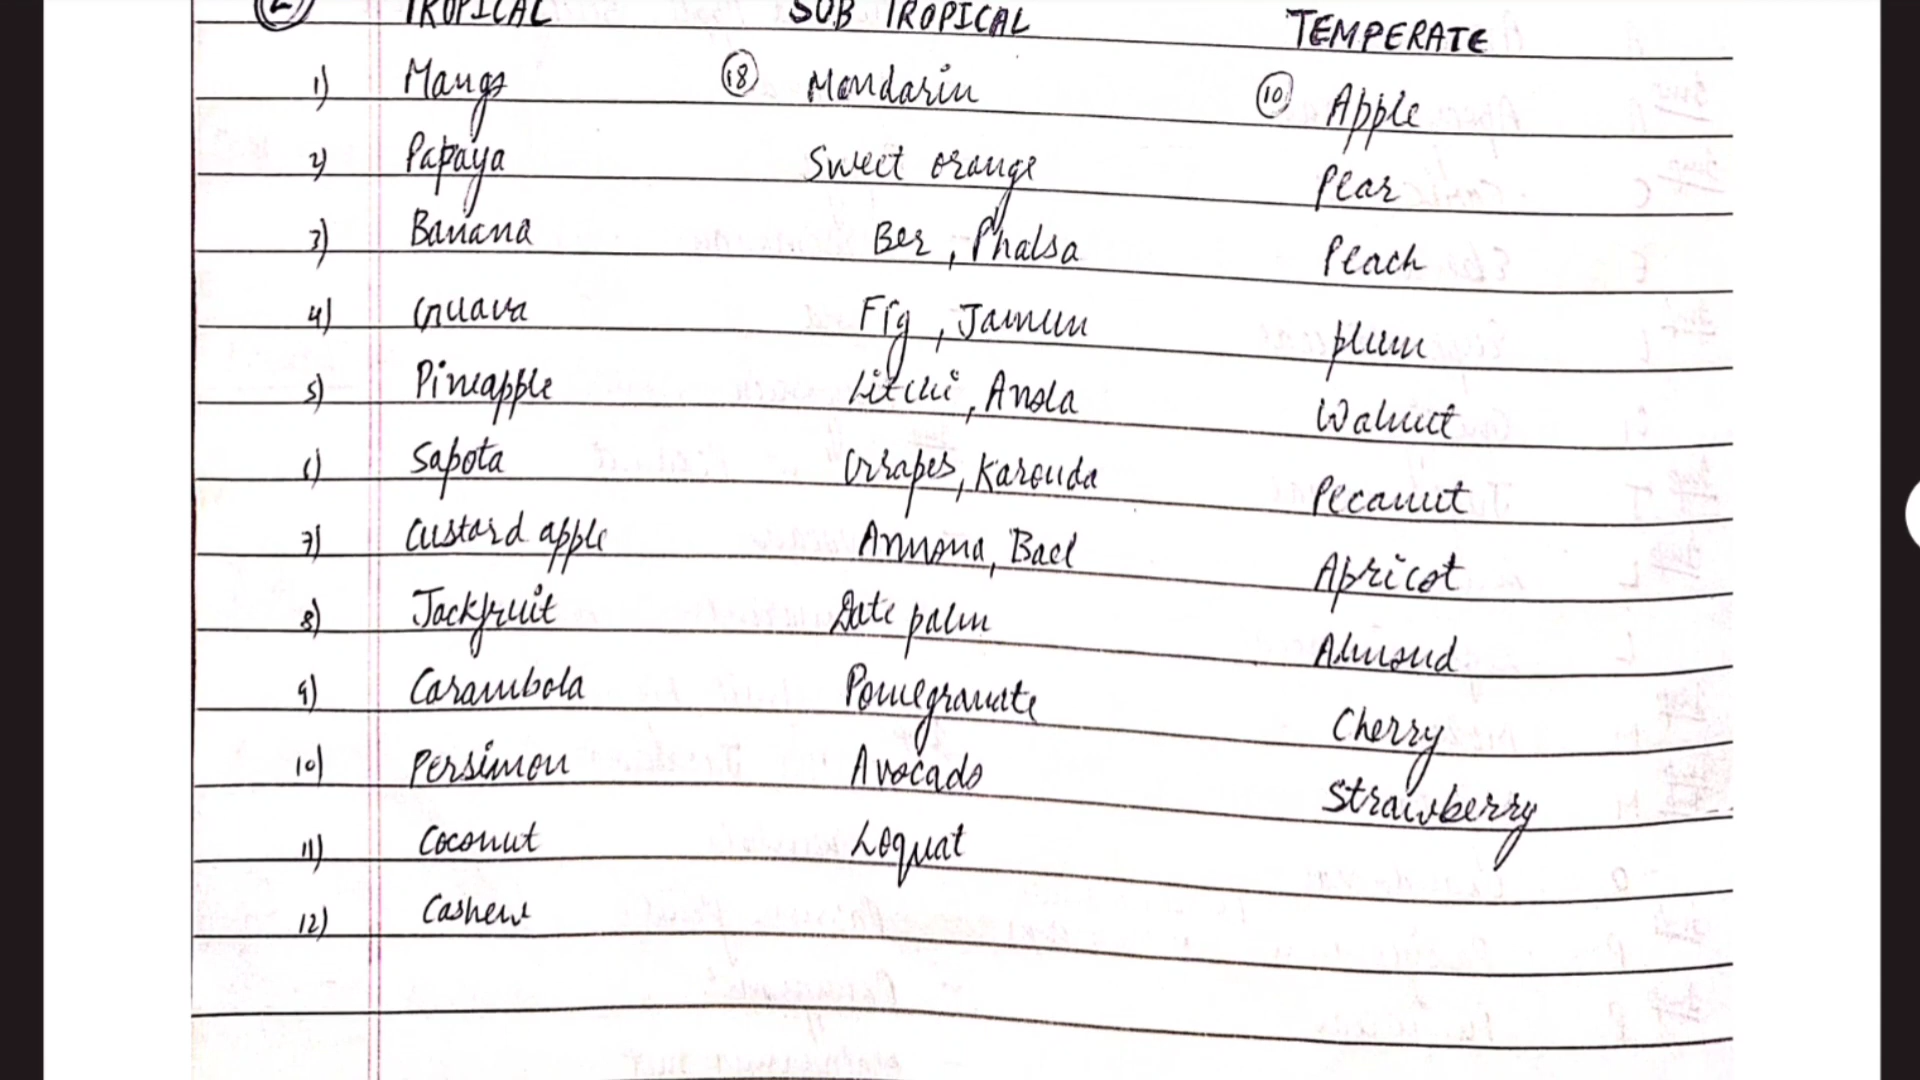 2 TROPICAL SUB TROPICAL TEMPERATE
1) Mango 18 Mandarin 10 Apple
2) Papaya Sweet orange Pear
3) Banana Ber, Phalsa Peach
4) Guava Fig, Jamun plum
5) Pineapple Litchi, Anola Walnut
6) Sapota Grapes, Karonda Pecanut
7) Custard apple Annona, Bael Apricot
8) Jackfruit Date palm Almond
9) Carambola Pomegranate Cherry
10) Persimon Avocado Strawberry
11) Coconut Loquat
12) Cashew